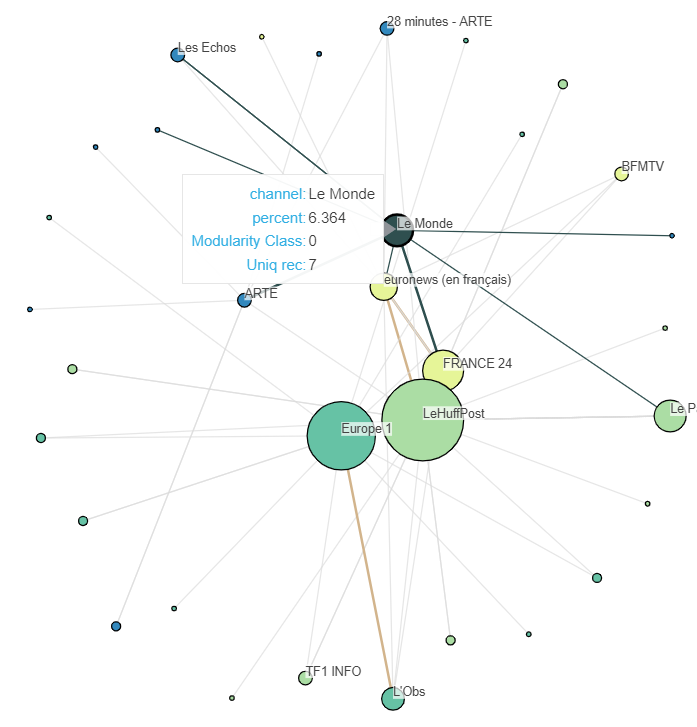 28 minutes - ARTE
Les Echos
BFMTV
channel: Le Monde
percent: 6.364
Modularity Class: 0
Uniq rec: 7
Le Monde
euronews (en français)
ARTE
FRANCE 24
LeHuffPost
Le P
Europe 1
TF1 INFO
L'Obs